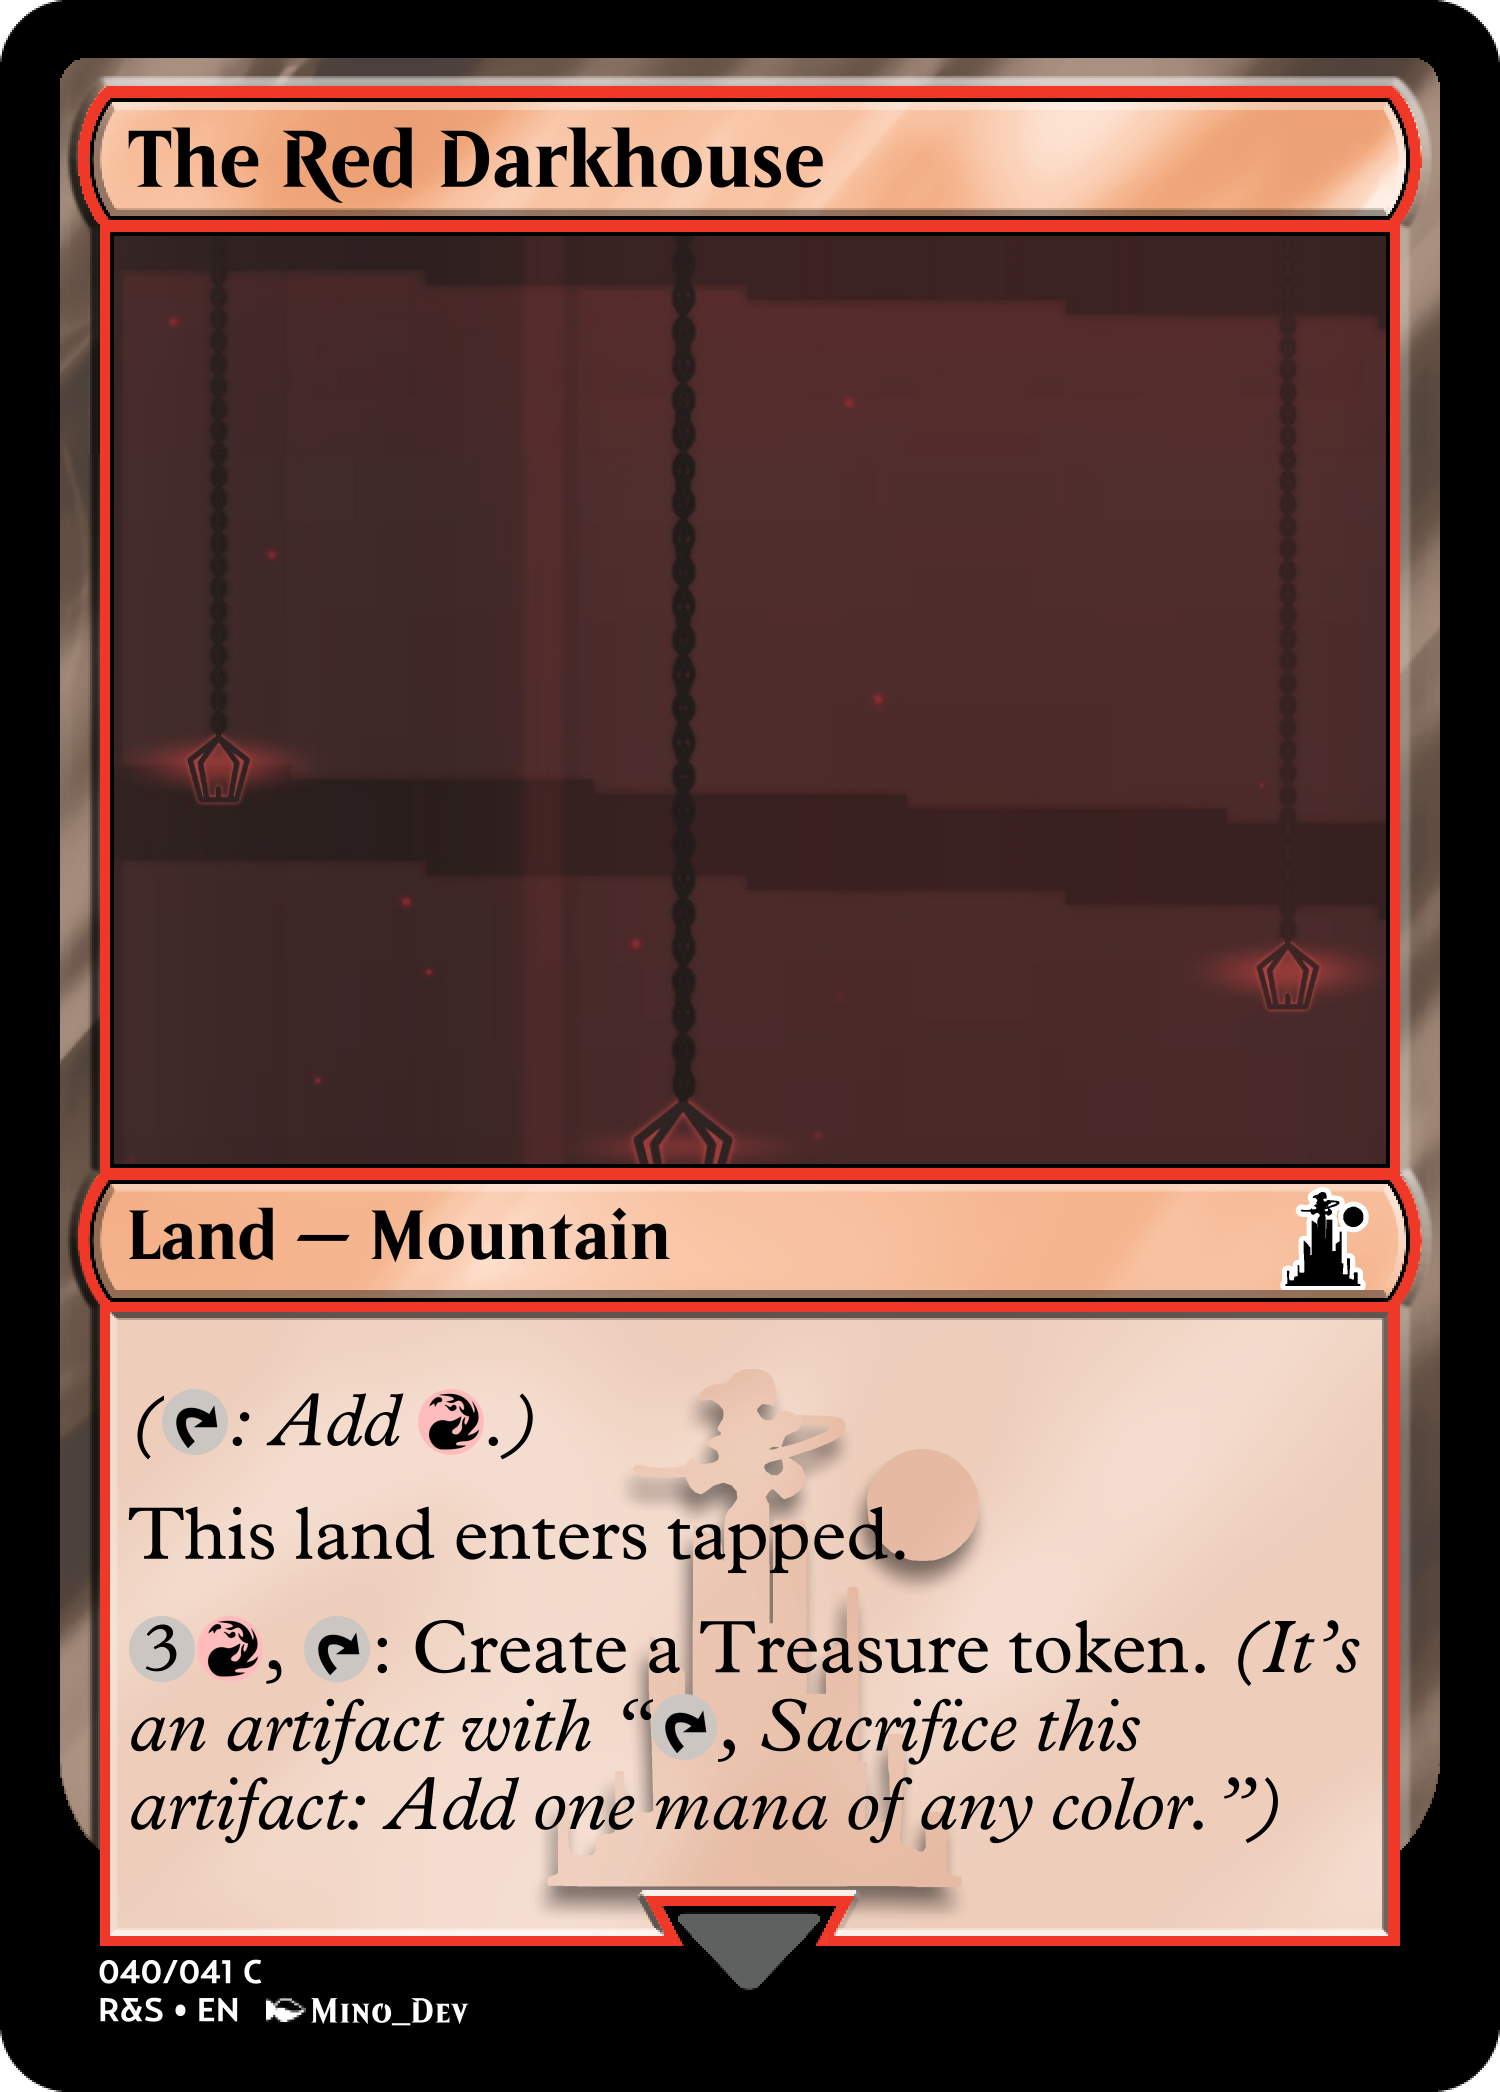 The Red Darkhouse
Land — Mountain
(: Add .)
This land enters tapped.
3, : Create a Treasure token. (It’s
an artifact with “, Sacrifice this
artifact: Add one mana of any color.”)
040/041 C
R&S • EN Mino_Dev